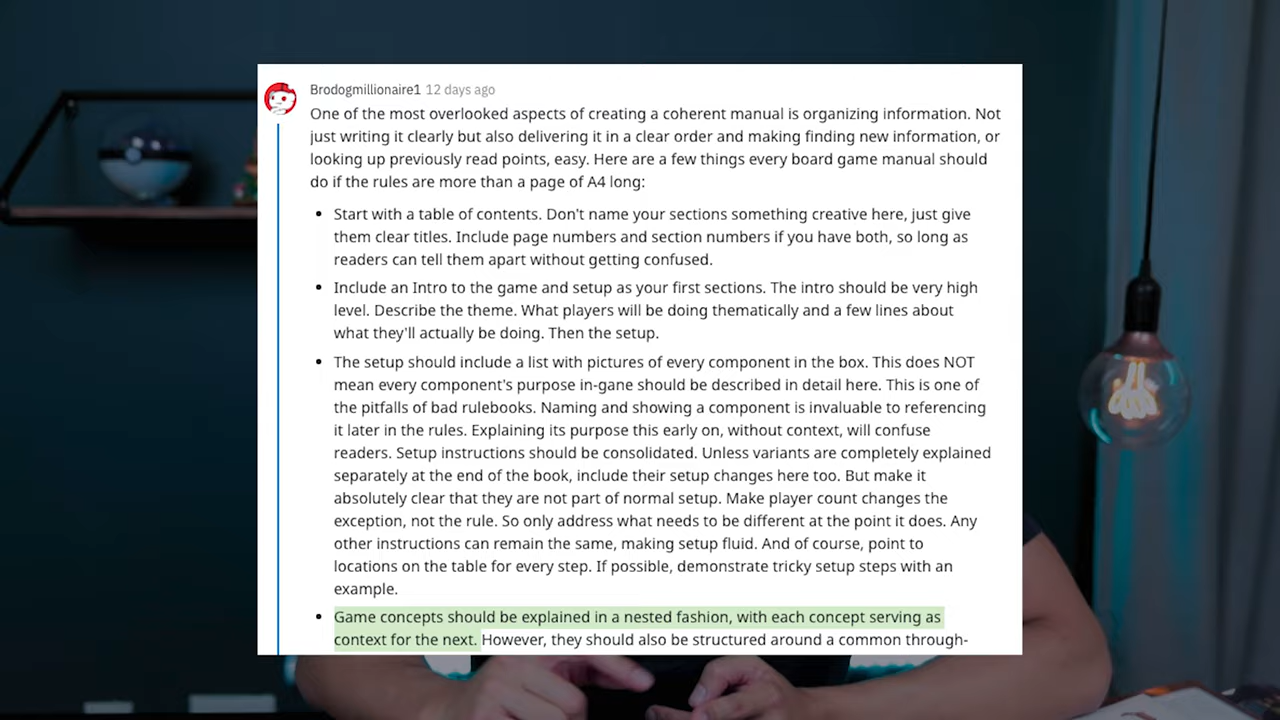 Brodogmillionaire1 12 days ago
One of the most overlooked aspects of creating a coherent manual is organizing information. Not
just writing it clearly but also delivering it in a clear order and making finding new information, or
looking up previously read points, easy. Here are a few things every board game manual should
do if the rules are more than a page of A4 long:
• Start with a table of contents. Don't name your sections something creative here, just give
them clear titles. Include page numbers and section numbers if you have both, so long as
readers can tell them apart without getting confused.
• Include an Intro to the game and setup as your first sections. The intro should be very high
level. Describe the theme. What players will be doing thematically and a few lines about
what they'll actually be doing. Then the setup.
• The setup should include a list with pictures of every component in the box. This does NOT
mean every component's purpose in-gane should be described in detail here. This is one of
the pitfalls of bad rulebooks. Naming and showing a component is invaluable to referencing
it later in the rules. Explaining its purpose this early on, without context, will confuse
readers. Setup instructions should be consolidated. Unless variants are completely explained
separately at the end of the book, include their setup changes here too. But make it
absolutely clear that they are not part of normal setup. Make player count changes the
exception, not the rule. So only address what needs to be different at the point it does. Any
other instructions can remain the same, making setup fluid. And of course, point to
locations on the table for every step. If possible, demonstrate tricky setup steps with an
example.
• Game concepts should be explained in a nested fashion, with each concept serving as
context for the next. However, they should also be structured around a common through-